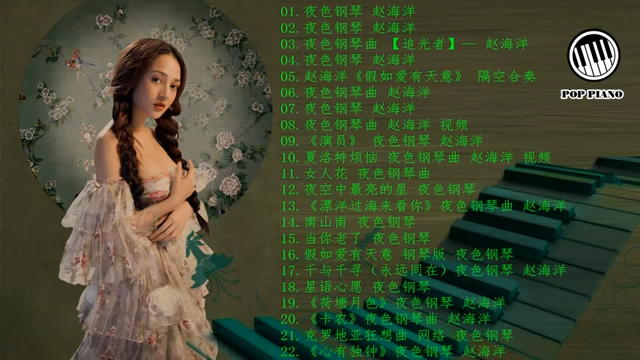 01. 夜色钢琴 赵海洋
02. 夜色钢琴 赵海洋
03. 夜色钢琴曲 【追光者】— 赵海洋
04. 夜色钢琴 赵海洋
05. 赵海洋《假如爱有天意》 隔空合奏
06. 夜色钢琴曲 赵海洋
07. 夜色钢琴 赵海洋
08. 夜色钢琴曲 赵海洋 视频
09. 《演员》 夜色钢琴 赵海洋
10. 夏洛特烦恼 夜色钢琴曲 赵海洋 视频
11. 女人花 夜色钢琴曲
12. 夜空中最亮的星 夜色钢琴
13. 《漂洋过海来看你》夜色钢琴曲 赵海洋
14. 南山南 夜色钢琴
15. 当你老了 夜色钢琴
16. 假如爱有天意 钢琴版 夜色钢琴
17. 千与千寻（永远同在）夜色钢琴 赵海洋
18. 星语心愿 夜色钢琴
19. 《荷塘月色》夜色钢琴 赵海洋
20. 《卡农》夜色钢琴曲 赵海洋
21. 克罗地亚狂想曲 网络 夜色钢琴
22. 《心有独钟》夜色钢琴 赵海洋
POP PIANO